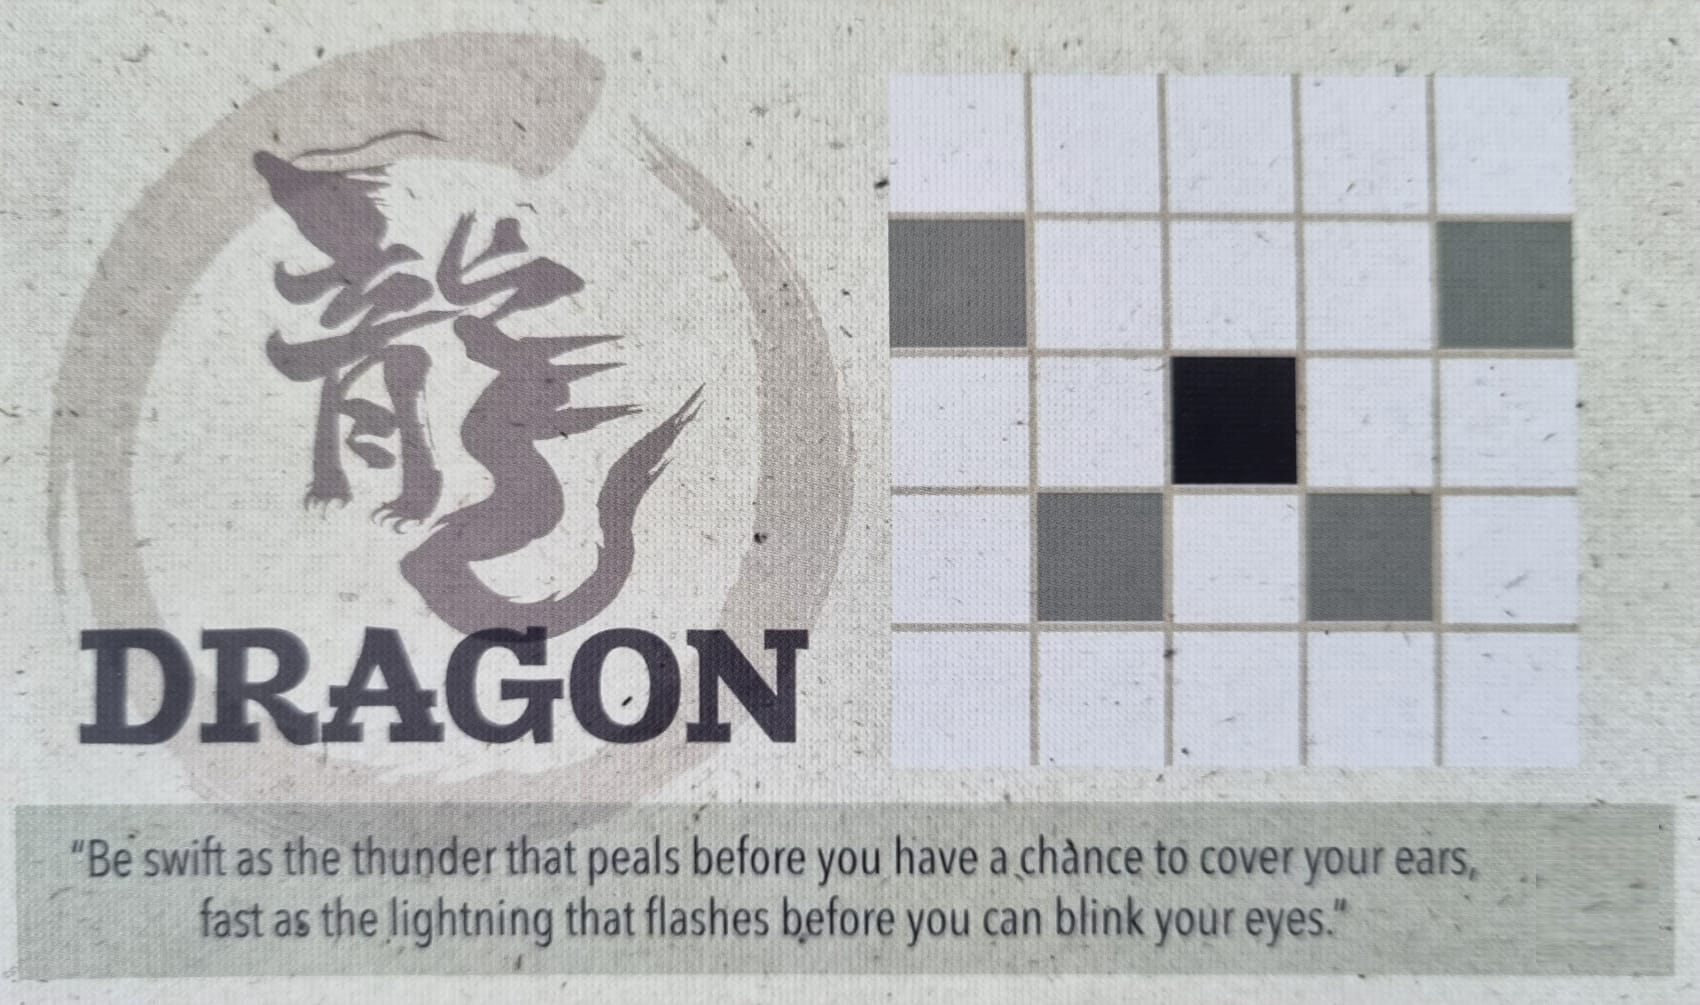 龍
DRAGON
“Be swift as the thunder that peals before you have a chance to cover your ears,
fast as the lightning that flashes before you can blink your eyes.”